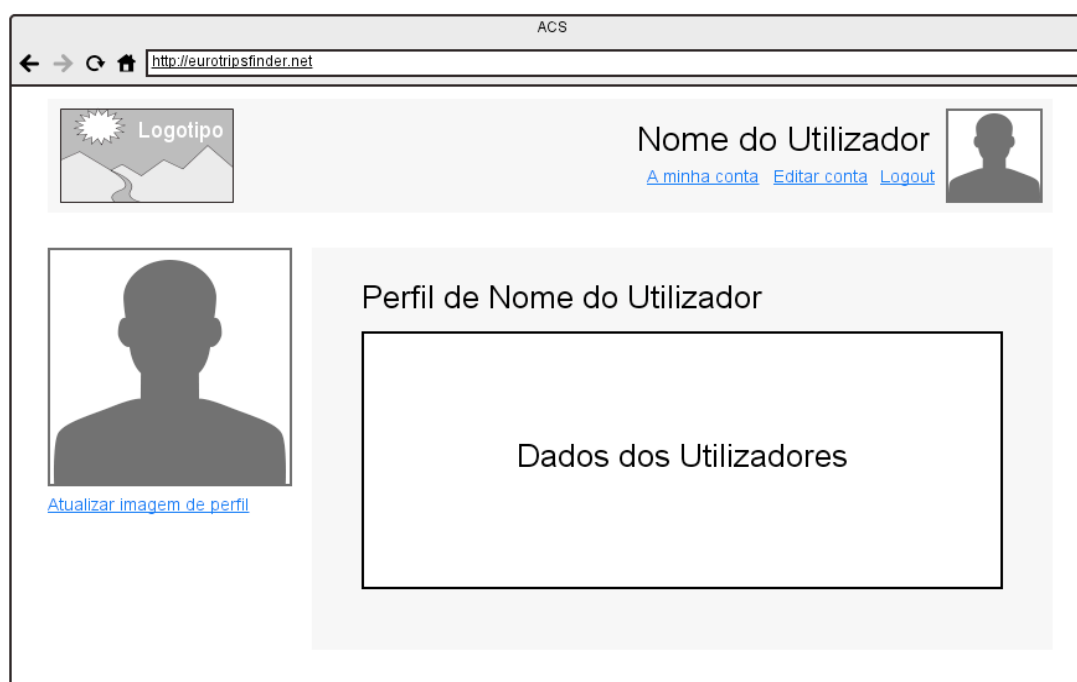 ACS
http://eurotripsfinder.net
Logotipo
Nome do Utilizador
A minha conta Editar conta Logout
Perfil de Nome do Utilizador
Dados dos Utilizadores
Atualizar imagem de perfil